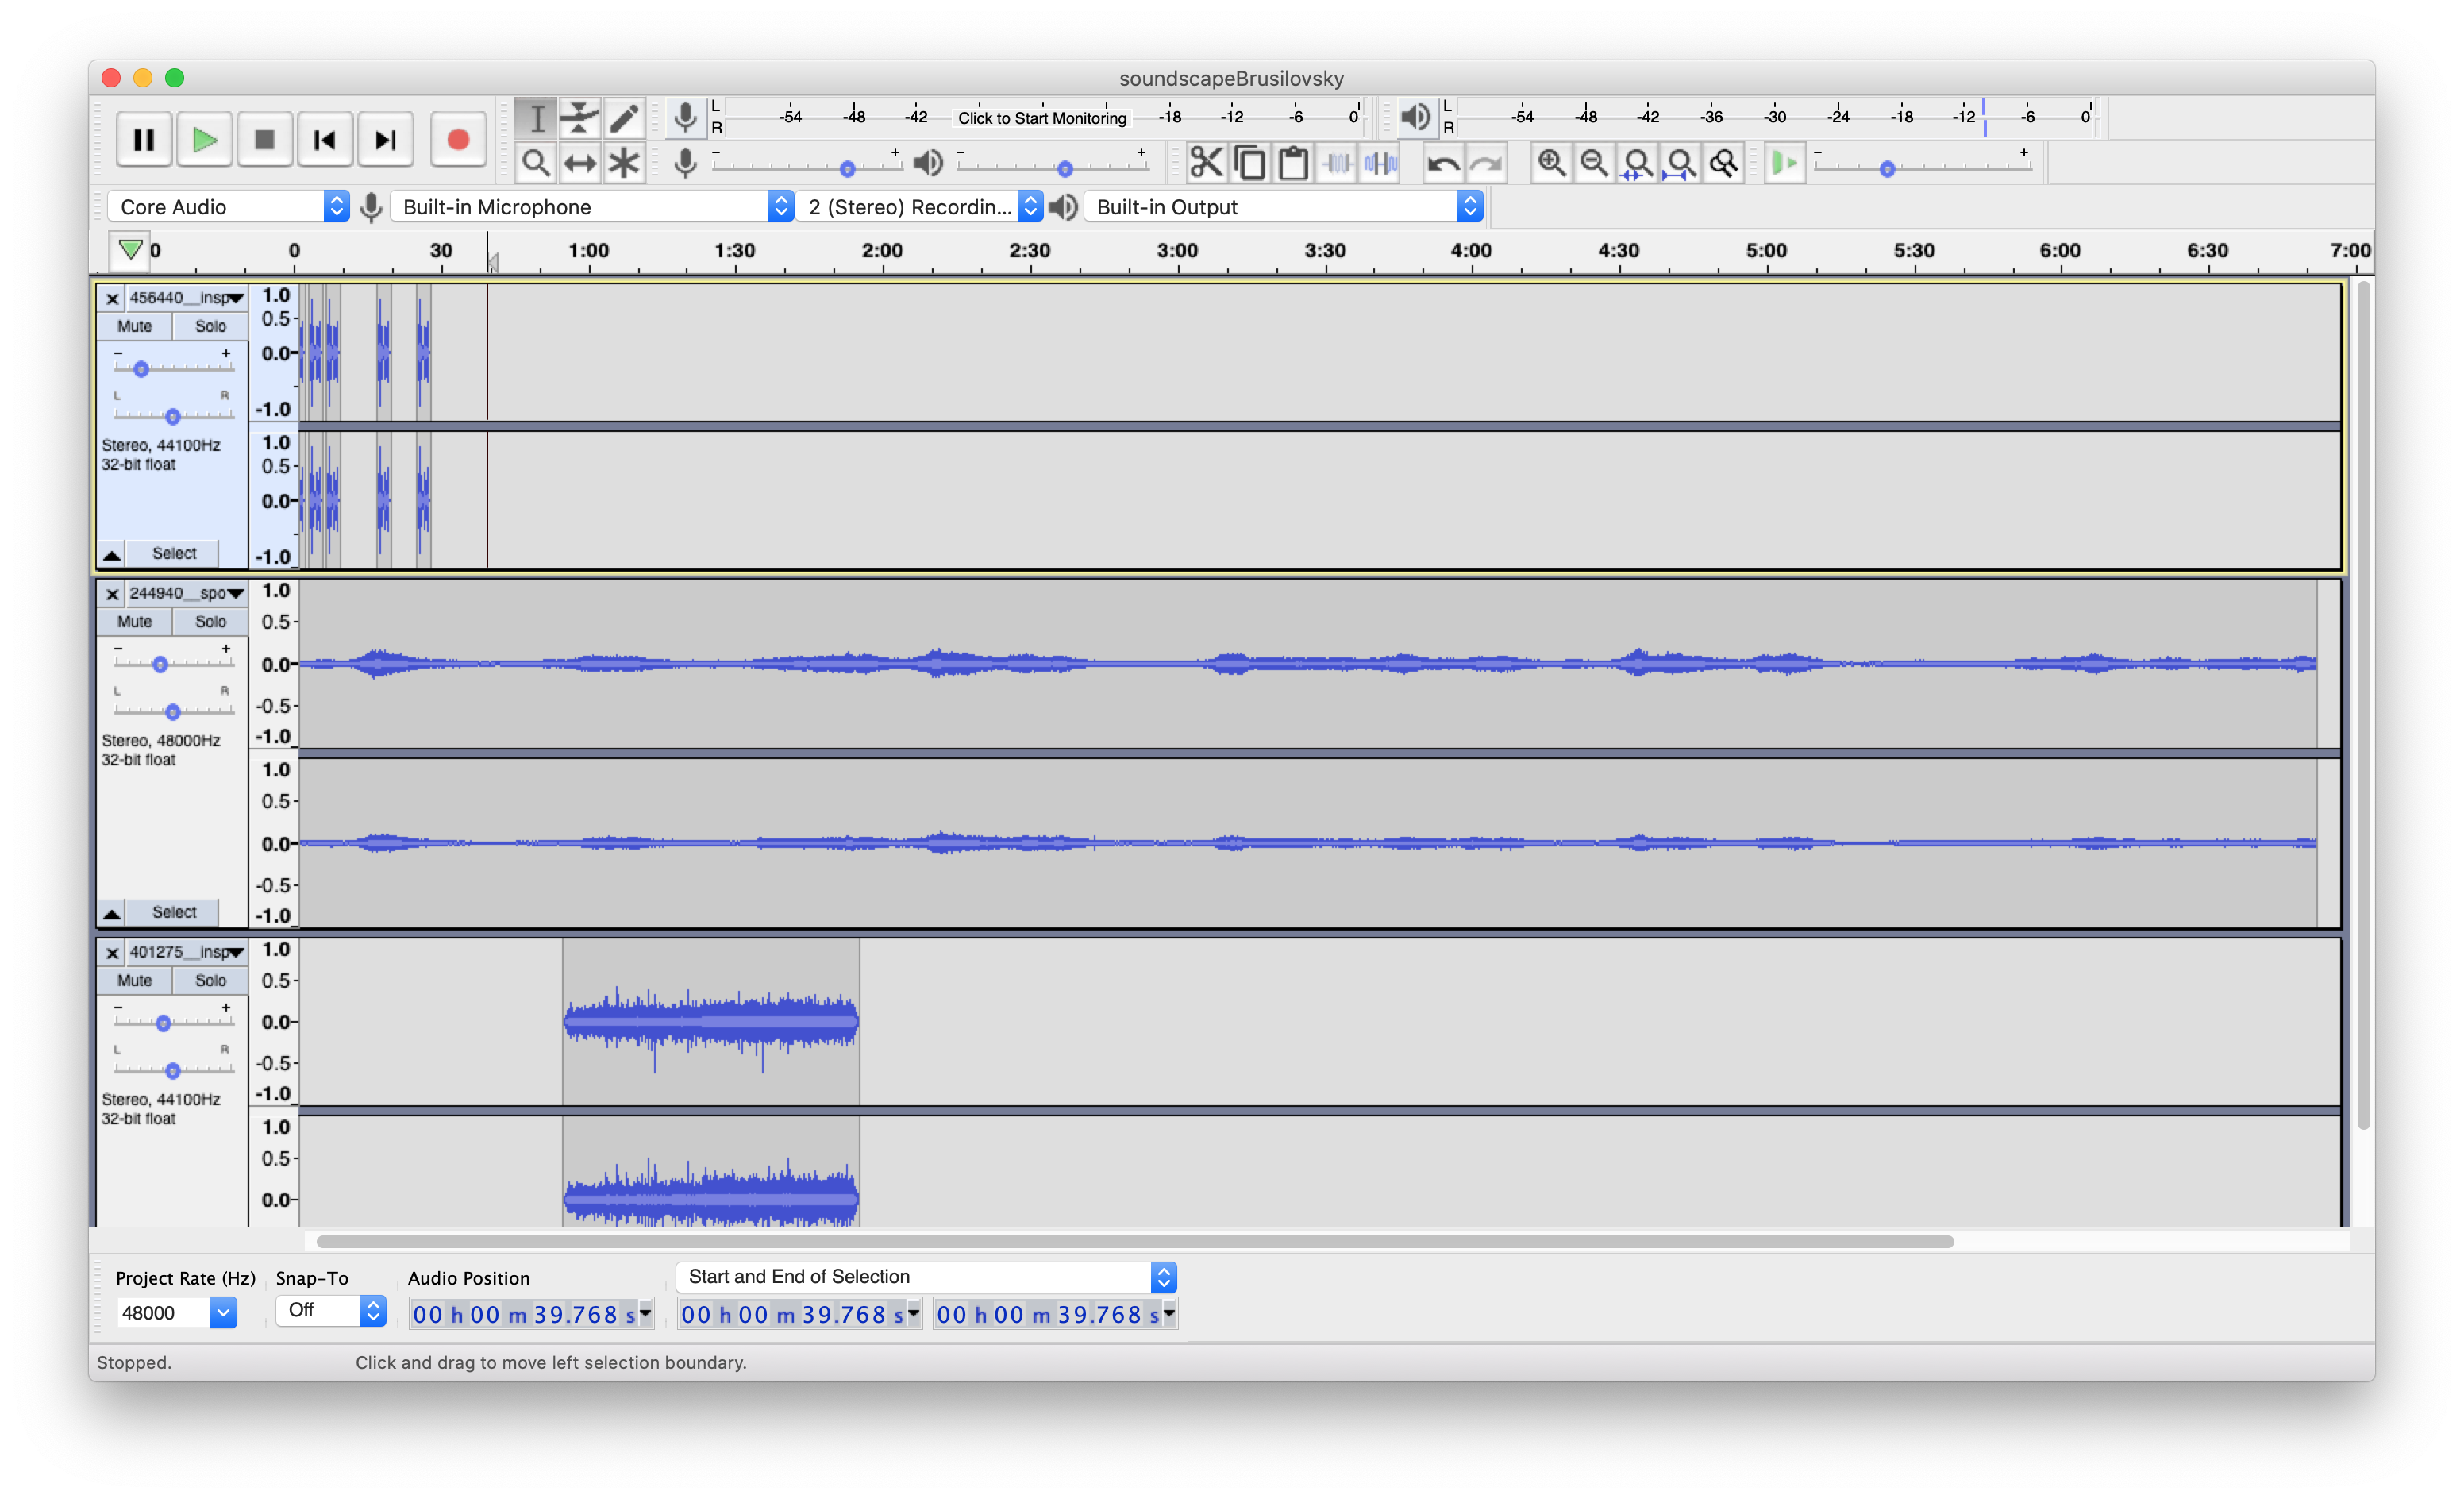 soundscapeBrusilovsky
L
R
-54 -48 -42 Click to Start Monitoring -18 -12 -6 0
L
R
-54 -48 -42 -36 -30 -24 -18 -12 -6 0
- + - + - +
Core Audio Built-in Microphone 2 (Stereo) Recordin... Built-in Output
0 0 30 1:00 1:30 2:00 2:30 3:00 3:30 4:00 4:30 5:00 5:30 6:00 6:30 7:00
456440__insp
Mute Solo
- +
L R
Stereo, 44100Hz
32-bit float
Select
1.0
0.5
0.0
-1.0
1.0
0.5
0.0
-1.0
244940__spo
Mute Solo
- +
L R
Stereo, 48000Hz
32-bit float
Select
1.0
0.5
0.0
-0.5
-1.0
1.0
0.5
0.0
-0.5
-1.0
401275__insp
Mute Solo
- +
L R
Stereo, 44100Hz
32-bit float
1.0
0.5
0.0
-0.5
-1.0
1.0
0.5
0.0
Project Rate (Hz) Snap-To Audio Position Start and End of Selection
48000 Off 00 h 00 m 39.768 s 00 h 00 m 39.768 s 00 h 00 m 39.768 s
Stopped. Click and drag to move left selection boundary.